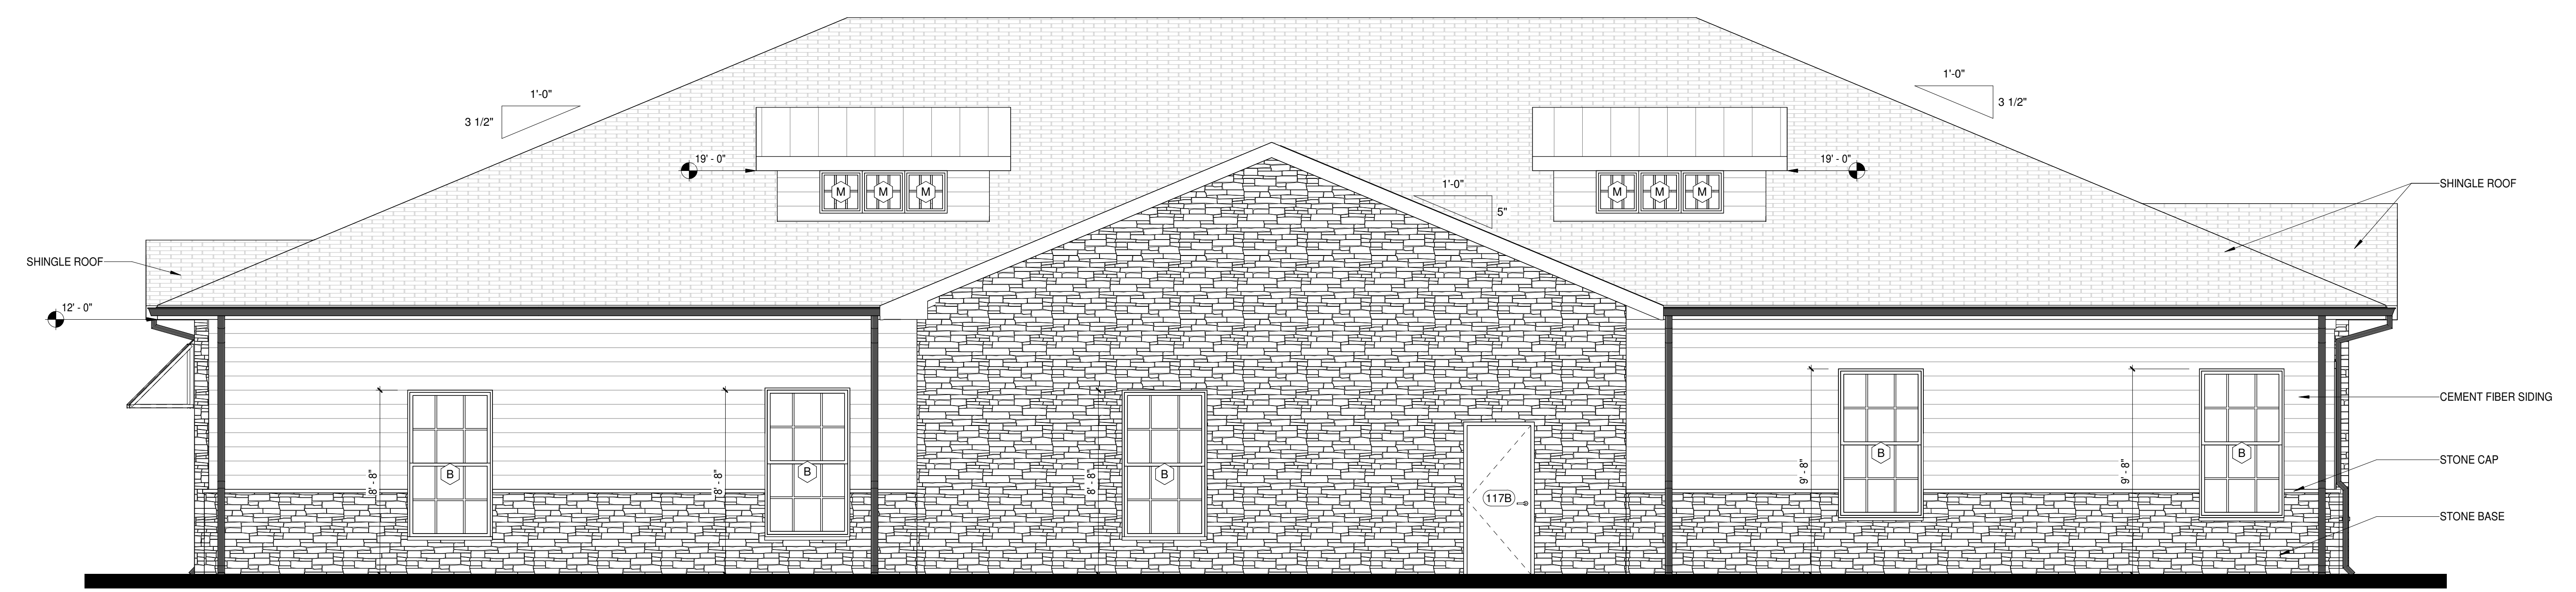 1'-0"
3 1/2"
1'-0"
3 1/2"
19' - 0"
M
M
M
19' - 0"
M
M
M
1'-0"
5"
SHINGLE ROOF
SHINGLE ROOF
12' - 0"
CEMENT FIBER SIDING
STONE CAP
STONE BASE
8' - 8"
B
8' - 8"
B
8' - 8"
B
117B
9' - 8"
B
9' - 8"
B